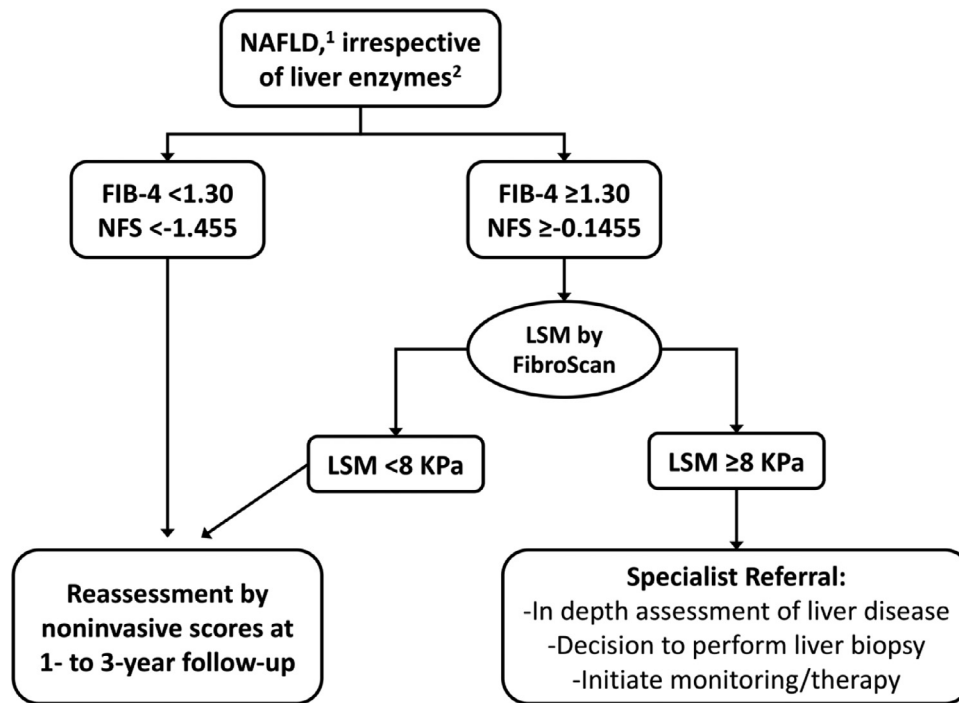 NAFLD,¹ irrespective
of liver enzymes²
FIB-4 <1.30
NFS <-1.455
FIB-4 ≥1.30
NFS ≥-0.1455
LSM by
FibroScan
LSM <8 KPa
LSM ≥8 KPa
Reassessment by
noninvasive scores at
1- to 3-year follow-up
Specialist Referral:
-In depth assessment of liver disease
-Decision to perform liver biopsy
-Initiate monitoring/therapy